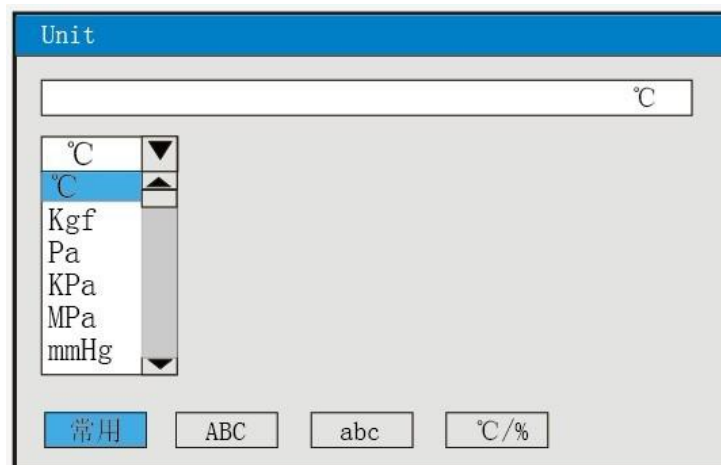 Unit
℃
℃
℃
Kgf
Pa
KPa
MPa
mmHg
常用 ABC abc ℃/%